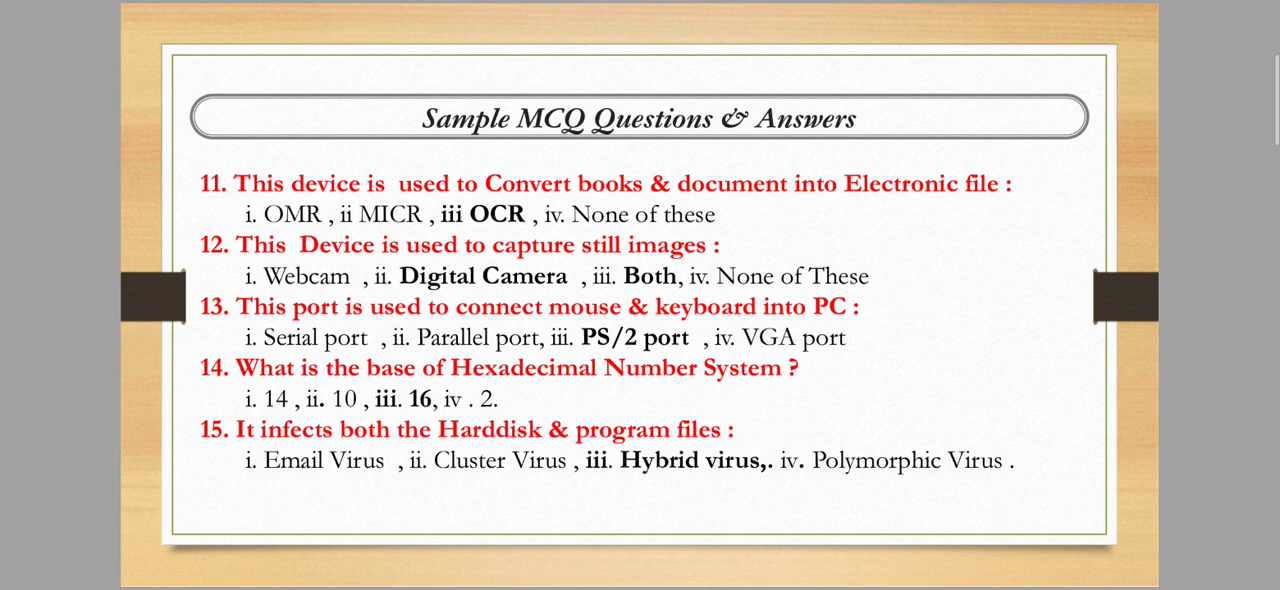 Sample MCQ Questions & Answers
11. This device is used to Convert books & document into Electronic file :
i. OMR , ii MICR , iii OCR , iv. None of these
12. This Device is used to capture still images :
i. Webcam , ii. Digital Camera , iii. Both, iv. None of These
13. This port is used to connect mouse & keyboard into PC :
i. Serial port , ii. Parallel port, iii. PS/2 port , iv. VGA port
14. What is the base of Hexadecimal Number System ?
i. 14 , ii. 10 , iii. 16, iv . 2.
15. It infects both the Harddisk & program files :
i. Email Virus , ii. Cluster Virus , iii. Hybrid virus,. iv. Polymorphic Virus .